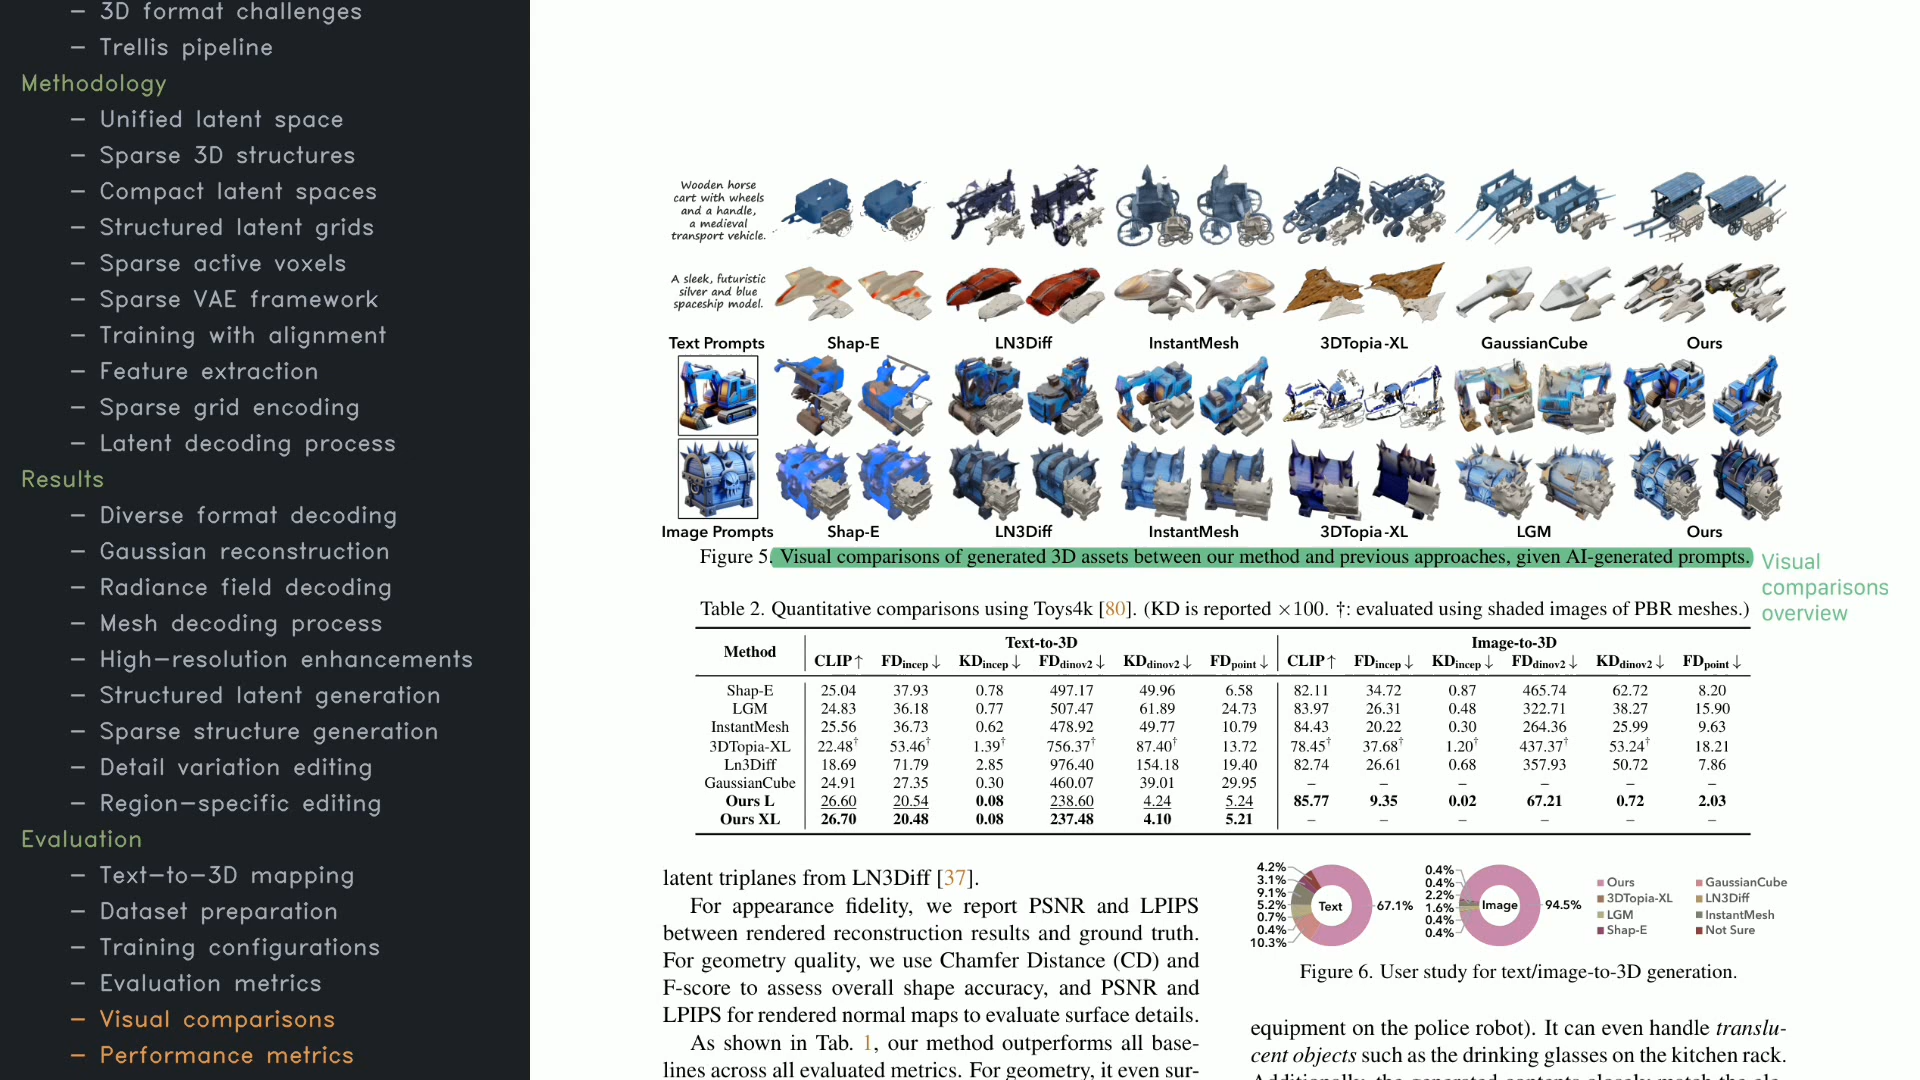 – 3D format challenges
– Trellis pipeline
Methodology
– Unified latent space
– Sparse 3D structures
– Compact latent spaces
– Structured latent grids
– Sparse active voxels
– Sparse VAE framework
– Training with alignment
– Feature extraction
– Sparse grid encoding
– Latent decoding process
Results
– Diverse format decoding
– Gaussian reconstruction
– Radiance field decoding
– Mesh decoding process
– High-resolution enhancements
– Structured latent generation
– Sparse structure generation
– Detail variation editing
– Region-specific editing
Evaluation
– Text-to-3D mapping
– Dataset preparation
– Training configurations
– Evaluation metrics
– Visual comparisons
– Performance metrics
Wooden horse
cart with wheels
and a handle,
a medieval
transport vehicle.
A sleek, futuristic
silver and blue
spaceship model.
Text Prompts Shap-E LN3Diff InstantMesh 3DTopia-XL GaussianCube Ours
Image Prompts Shap-E LN3Diff InstantMesh 3DTopia-XL LGM Ours
Figure 5. Visual comparisons of generated 3D assets between our method and previous approaches, given AI-generated prompts.
Visual
comparisons
overview
Table 2. Quantitative comparisons using Toys4k [80]. (KD is reported ×100. †: evaluated using shaded images of PBR meshes.)
Method Text-to-3D Image-to-3D
CLIP↑ FDincep↓ KDincep↓ FDdinov2↓ KDdinov2↓ FDpoint↓ CLIP↑ FDincep↓ KDincep↓ FDdinov2↓ KDdinov2↓ FDpoint↓
Shap-E 25.04 37.93 0.78 497.17 49.96 6.58 82.11 34.72 0.87 465.74 62.72 8.20
LGM 24.83 36.18 0.77 507.47 61.89 24.73 83.97 26.31 0.48 322.71 38.27 15.90
InstantMesh 25.56 36.73 0.62 478.92 49.77 10.79 84.43 20.22 0.30 264.36 25.99 9.63
3DTopia-XL 22.48† 53.46† 1.39† 756.37† 87.40† 13.72 78.45† 37.68† 1.20† 437.37† 53.24† 18.21
Ln3Diff 18.69 71.79 2.85 976.40 154.18 19.40 82.74 26.61 0.68 357.93 50.72 7.86
GaussianCube 24.91 27.35 0.30 460.07 39.01 29.95 – – – – – –
Ours L 26.60 20.54 0.08 238.60 4.24 5.24 85.77 9.35 0.02 67.21 0.72 2.03
Ours XL 26.70 20.48 0.08 237.48 4.10 5.21 – – – – – –
latent triplanes from LN3Diff [37].
For appearance fidelity, we report PSNR and LPIPS
between rendered reconstruction results and ground truth.
For geometry quality, we use Chamfer Distance (CD) and
F-score to assess overall shape accuracy, and PSNR and
LPIPS for rendered normal maps to evaluate surface details.
As shown in Tab. 1, our method outperforms all base-
lines across all evaluated metrics. For geometry, it even sur-
4.2%
3.1%
9.1%
5.2%
0.7%
0.4%
10.3%
Text
67.1%
0.4%
0.4%
2.2%
1.6%
0.4%
0.4%
Image
94.5%
Ours GaussianCube
3DTopia-XL LN3Diff
LGM InstantMesh
Shap-E Not Sure
Figure 6. User study for text/image-to-3D generation.
equipment on the police robot). It can even handle translu-
cent objects such as the drinking glasses on the kitchen rack.